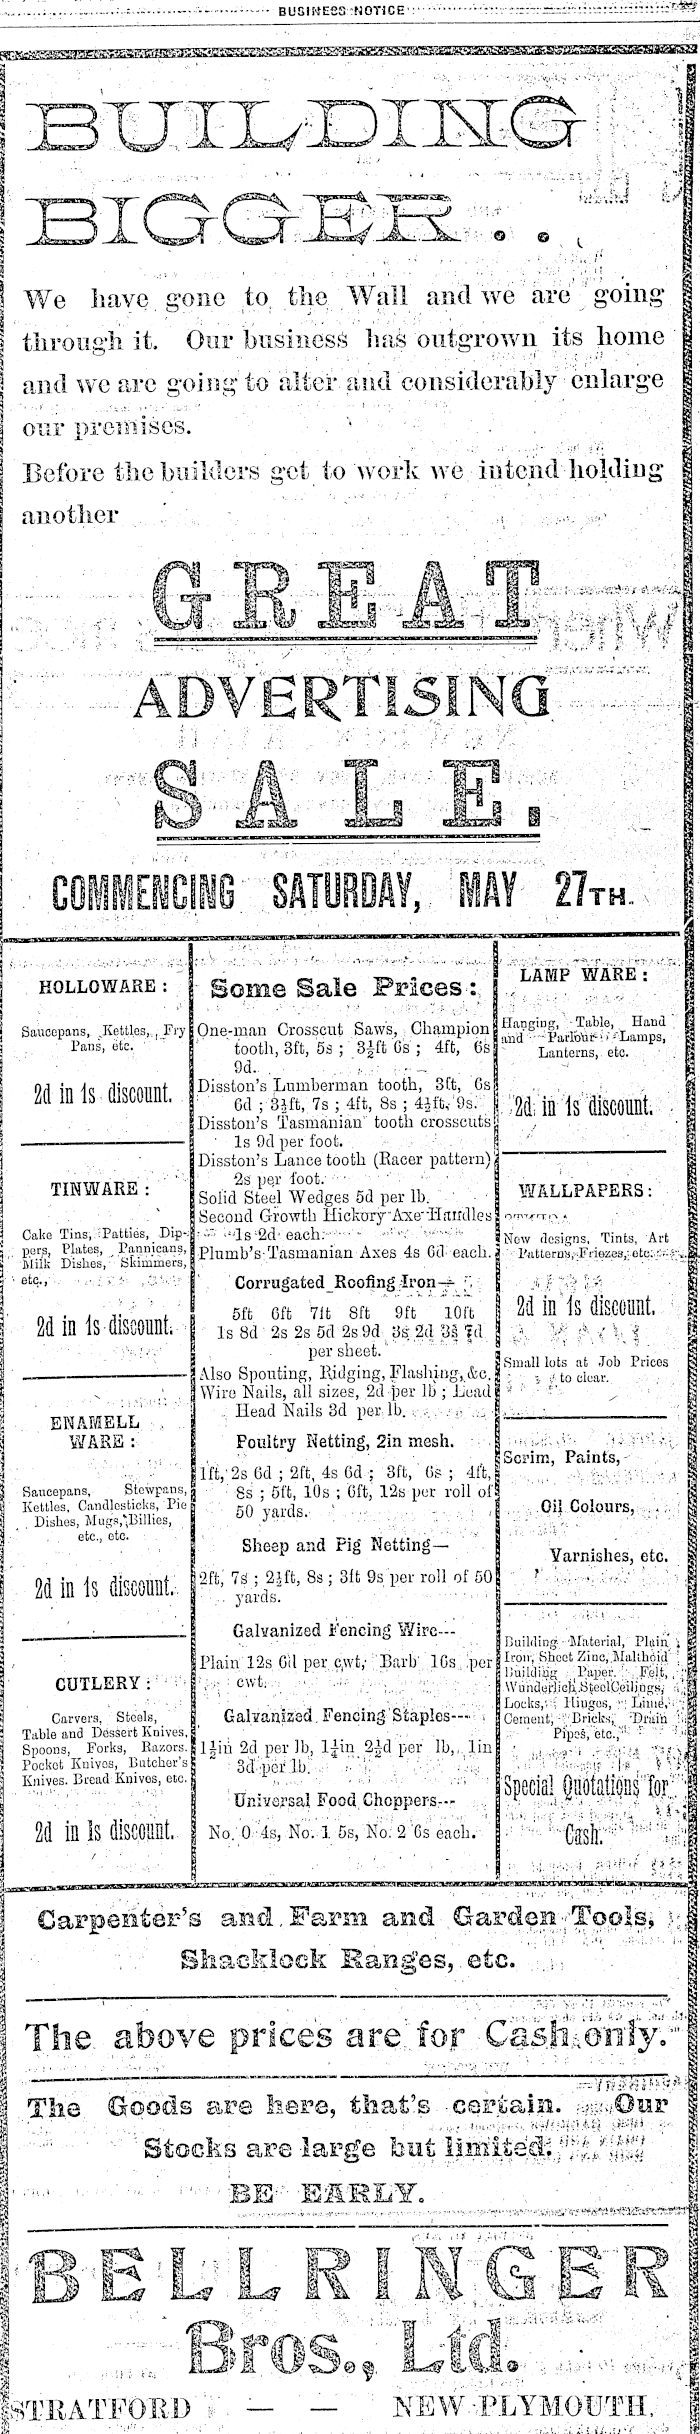 BUSINESS NOTICE
BUILDING
BIGGER . .
We have gone to the Wall and we are going
through it. Our business has outgrown its home
and we are going to alter and considerably enlarge
our premises.
Before the builders get to work we intend holding
another
GREAT
ADVERTISING
SALE.
COMMENCING SATURDAY, MAY 27TH.
HOLLOWARE :
Saucepans, Kettles, Fry
Pans, etc.
2d in 1s discount.
TINWARE :
Cake Tins, Patties, Dip-
pers, Plates, Pannicans,
Milk Dishes, Skimmers,
etc.,
2d in 1s discount.
ENAMELL
WARE :
Saucepans, Stewpans,
Kettles, Candlesticks, Pie
Dishes, Mugs, Billies,
etc., etc.
2d in 1s discount.
CUTLERY :
Carvers, Steels,
Table and Dessert Knives.
Spoons, Forks, Razors.
Pocket Knives, Butcher's
Knives. Bread Knives, etc.
2d in 1s discount.
Some Sale Prices :
One-man Crosscut Saws, Champion
tooth, 3ft, 5s ; 3½ft 6s ; 4ft, 6s
9d.
Disston's Lumberman tooth, 3ft, 6s
6d ; 3½ft, 7s ; 4ft, 8s ; 4½ft, 9s.
Disston's Tasmanian tooth crosscuts
1s 9d per foot.
Disston's Lance tooth (Racer pattern)
2s per foot.
Solid Steel Wedges 5d per lb.
Second Growth Hickory Axe Handles
1s 2d each.
Plumb's Tasmanian Axes 4s 6d each.
Corrugated Roofing Iron—
5ft 6ft 7ft 8ft 9ft 10ft
1s 8d 2s 2s 5d 2s 9d 3s 2d 3s 7d
per sheet.
Also Spouting, Ridging, Flashing, &c.
Wire Nails, all sizes, 2d per lb ; Lead
Head Nails 3d per lb.
Poultry Netting, 2in mesh.
1ft, 2s 6d ; 2ft, 4s 6d ; 3ft, 6s ; 4ft,
8s ; 5ft, 10s ; 6ft, 12s per roll of
50 yards.
Sheep and Pig Netting—
2ft, 7s ; 2½ft, 8s ; 3ft 9s per roll of 50
yards.
Galvanized Fencing Wire---
Plain 12s 6d per cwt, Barb 16s per
cwt.
Galvanized Fencing Staples---
1½in 2d per lb, 1¼in 2½d per lb, 1in
3d per lb.
Universal Food Choppers---
No. 0 4s, No. 1 5s, No. 2 6s each.
LAMP WARE :
Hanging, Table, Hand
and Parlour Lamps,
Lanterns, etc.
2d in 1s discount.
WALLPAPERS :
New designs, Tints, Art
Patterns, Friezes, etc.
2d in 1s discount.
Small lots at Job Prices
to clear.
Scrim, Paints,
Oil Colours,
Varnishes, etc.
Building Material, Plain
Iron, Sheet Zinc, Malthoid
Building Paper. Felt,
Wunderlich Steel Ceilings,
Locks, Hinges, Lime,
Cement, Bricks, Drain
Pipes, etc.,
Special Quotations for
Cash.
Carpenter's and Farm and Garden Tools,
Shacklock Ranges, etc.
The above prices are for Cash only.
The Goods are here, that's certain. Our
Stocks are large but limited.
BE EARLY.
BELLRINGER
Bros., Ltd.
STRATFORD — — NEW PLYMOUTH.